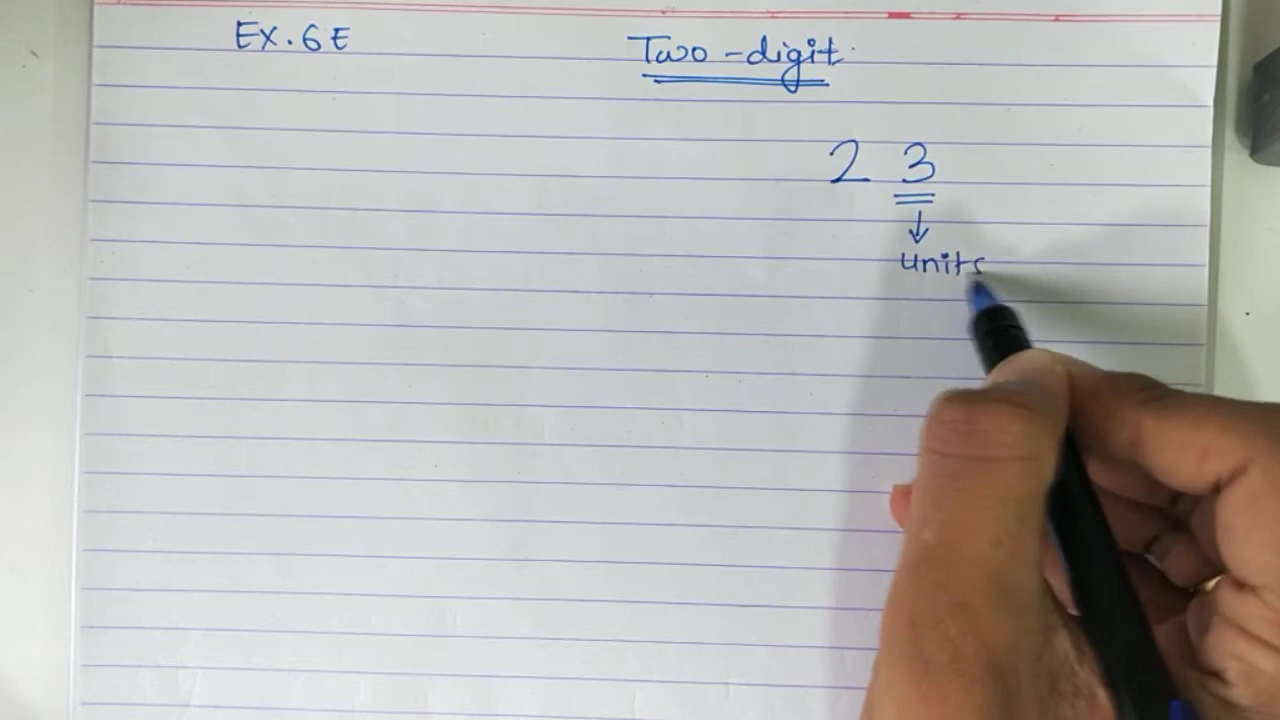 Ex. 6E
Two-digit
2 3
↓
units